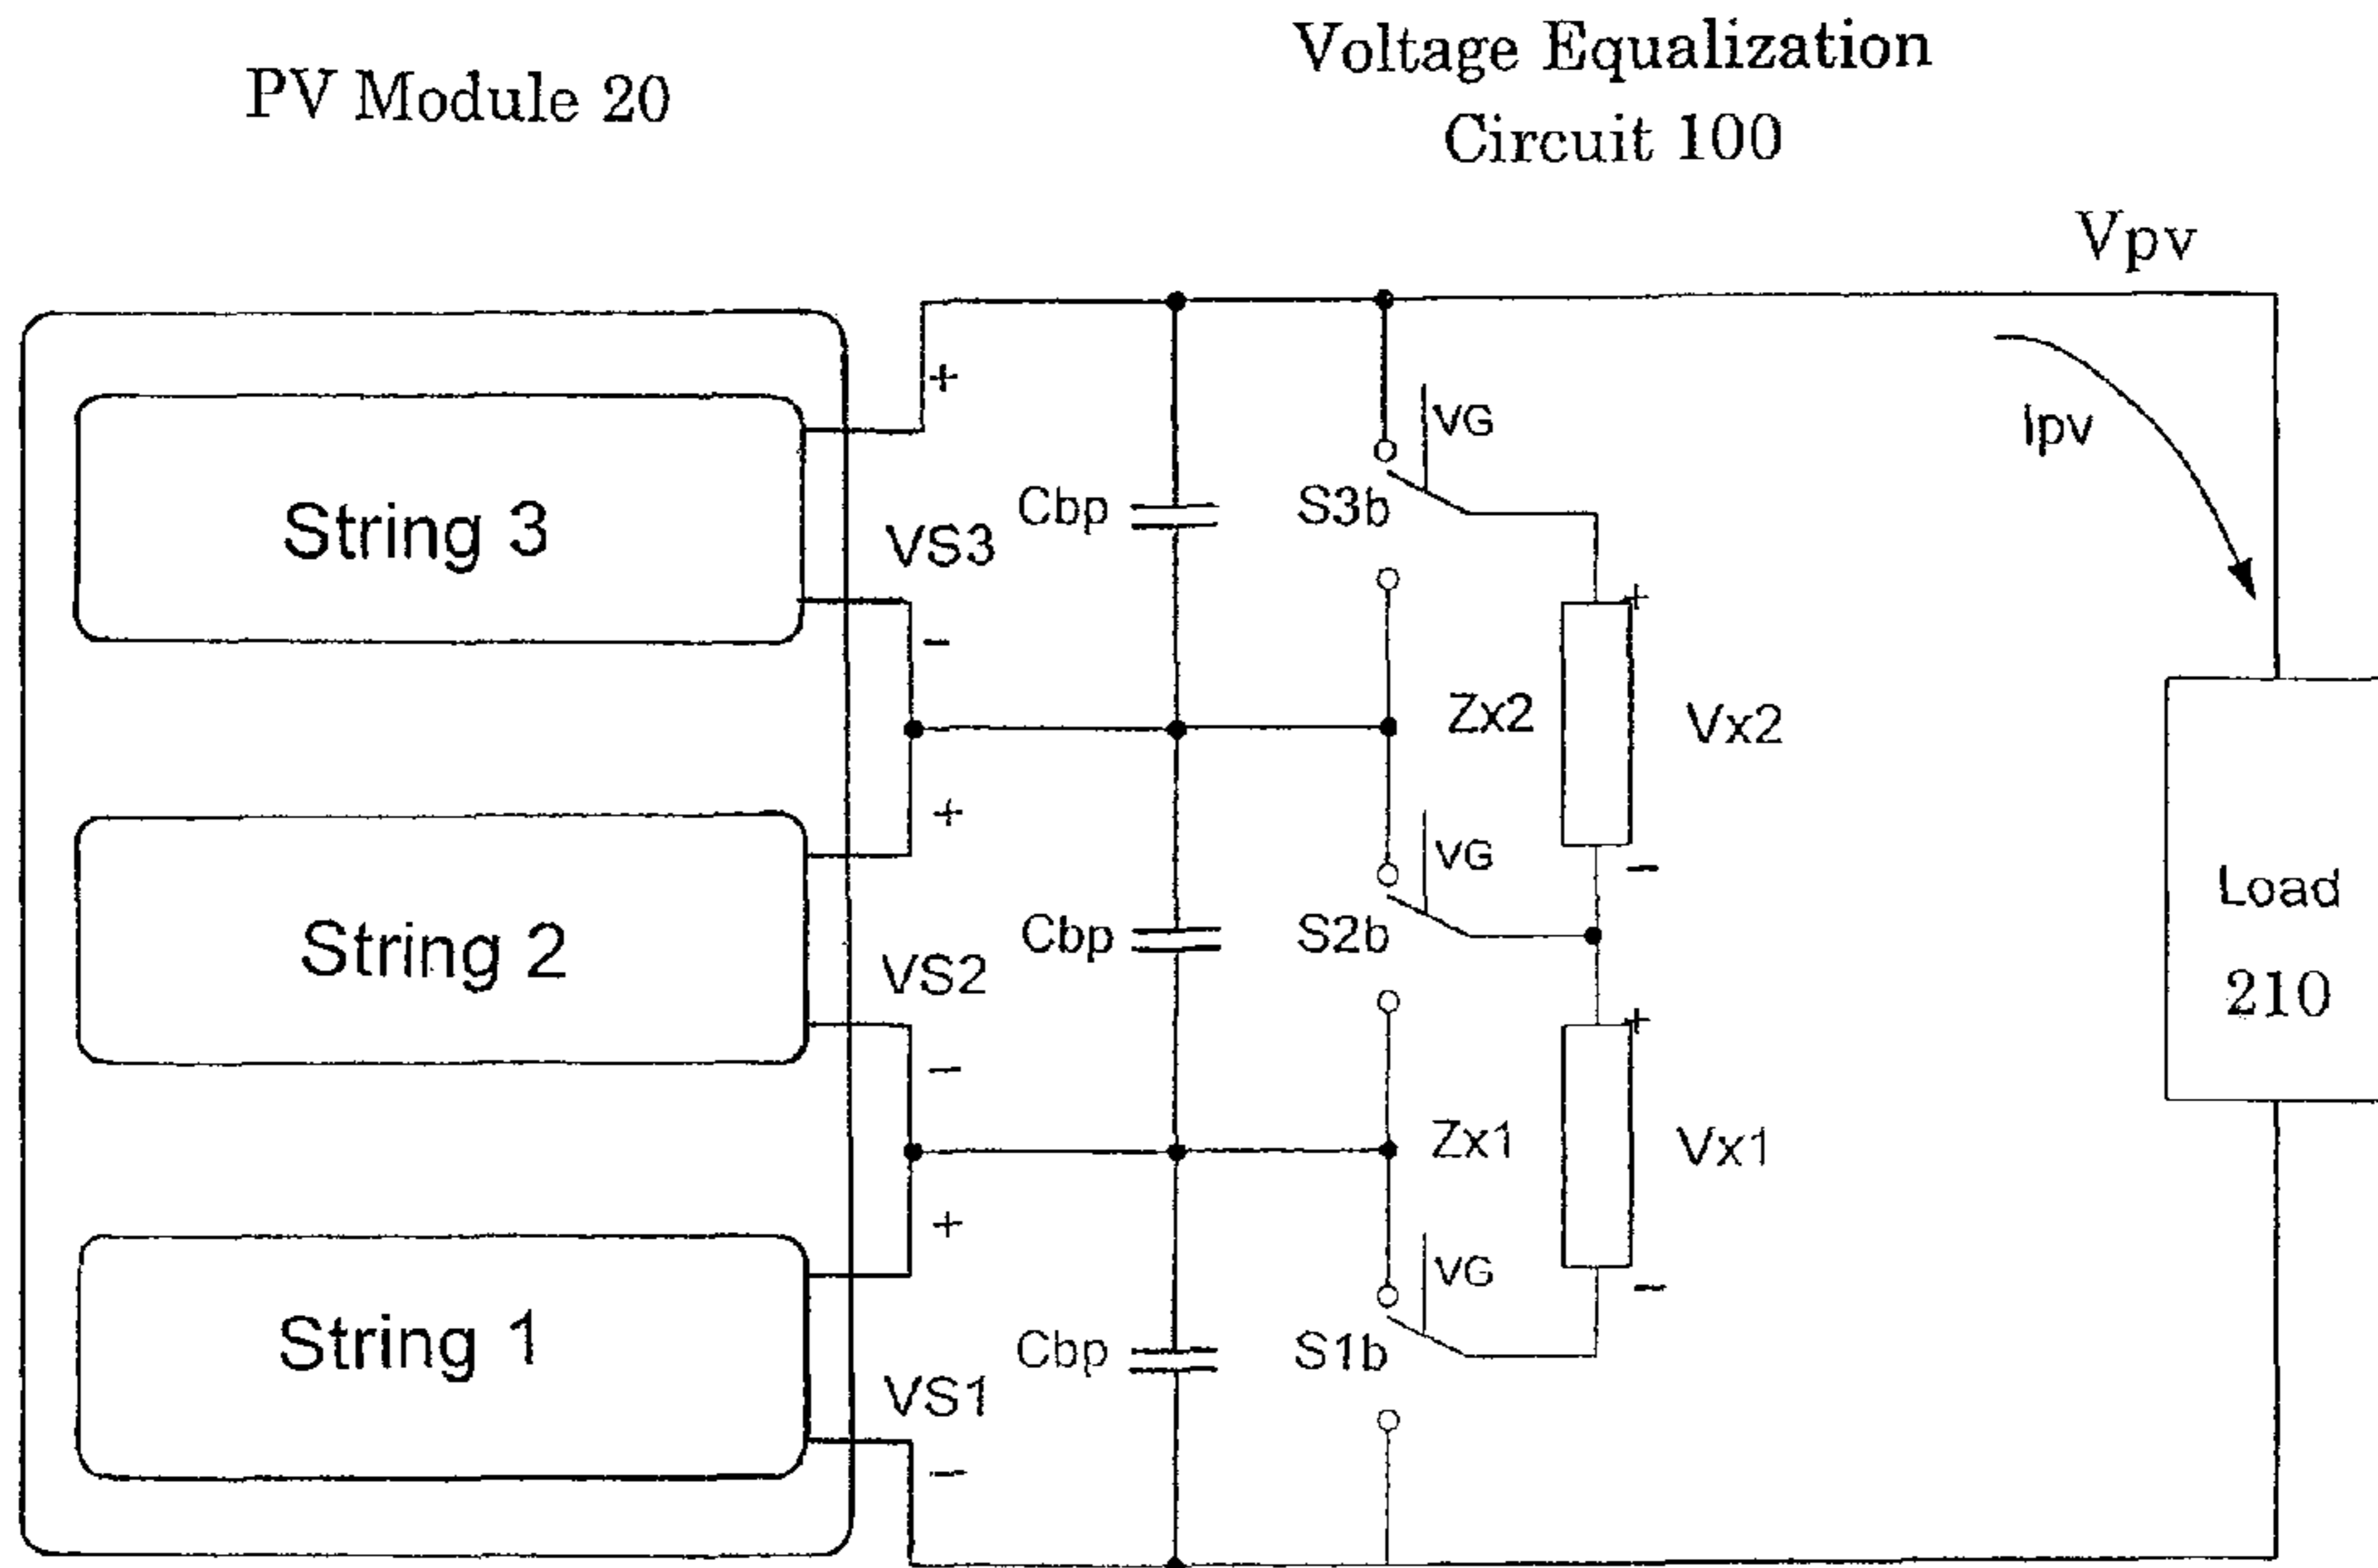 PV Module 20
Voltage Equalization
Circuit 100
Vpv
+
VG
Ipv
Cbp
S3b
String 3
VS3
+
-
Zx2
Vx2
+
VG
-
Load
210
Cbp
S2b
String 2
VS2
+
-
Zx1
Vx1
+
VG
-
Cbp
S1b
String 1
VS1
-